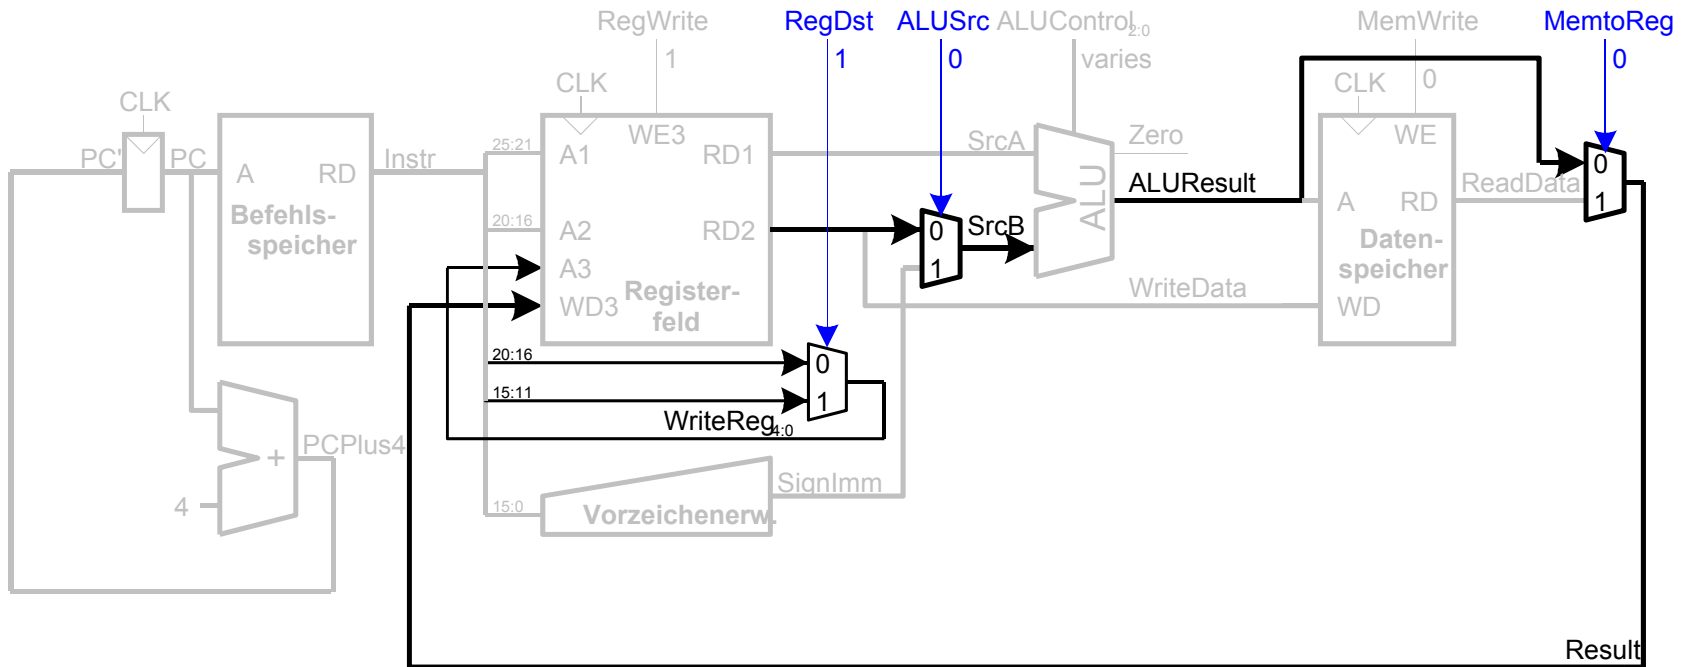 RegWrite
RegDst
ALUSrc
ALUControl2:0
MemWrite
MemtoReg
1
1
0
varies
0
0
CLK
CLK
CLK
PC'
PC
A
RD
Befehls-
speicher
Instr
25:21
20:16
A1
A2
A3
WD3
WE3
RD1
RD2
Register-
feld
SrcA
0
1
SrcB
ALU
Zero
ALUResult
WriteData
A
RD
WE
Daten-
speicher
WD
ReadData
0
1
20:16
15:11
0
1
WriteReg4:0
4
+
PCPlus4
15:0
Vorzeichenerw.
SignImm
Result